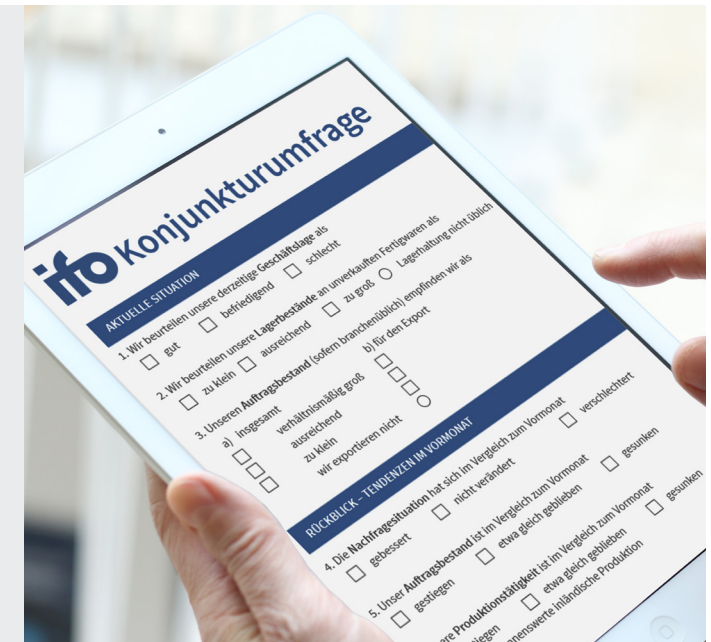 ifo Konjunkturumfrage
AKTUELLE SITUATION
1. Wir beurteilen unsere derzeitige Geschäftslage als
gut befriedigend schlecht
2. Wir beurteilen unsere Lagerbestände an unverkauften Fertigwaren als
zu klein ausreichend zu groß Lagerhaltung nicht üblich
3. Unseren Auftragsbestand (sofern branchenüblich) empfinden wir als
a) insgesamt b) für den Export
verhältnismäßig groß
ausreichend
zu klein
wir exportieren nicht
RÜCKBLICK – TENDENZEN IM VORMONAT
4. Die Nachfragesituation hat sich im Vergleich zum Vormonat
gebessert nicht verändert verschlechtert
5. Unser Auftragsbestand ist im Vergleich zum Vormonat
gestiegen etwa gleich geblieben gesunken
Produktionstätigkeit ist im Vergleich zum Vormonat
etwa gleich geblieben gesunken
inländische Produktion